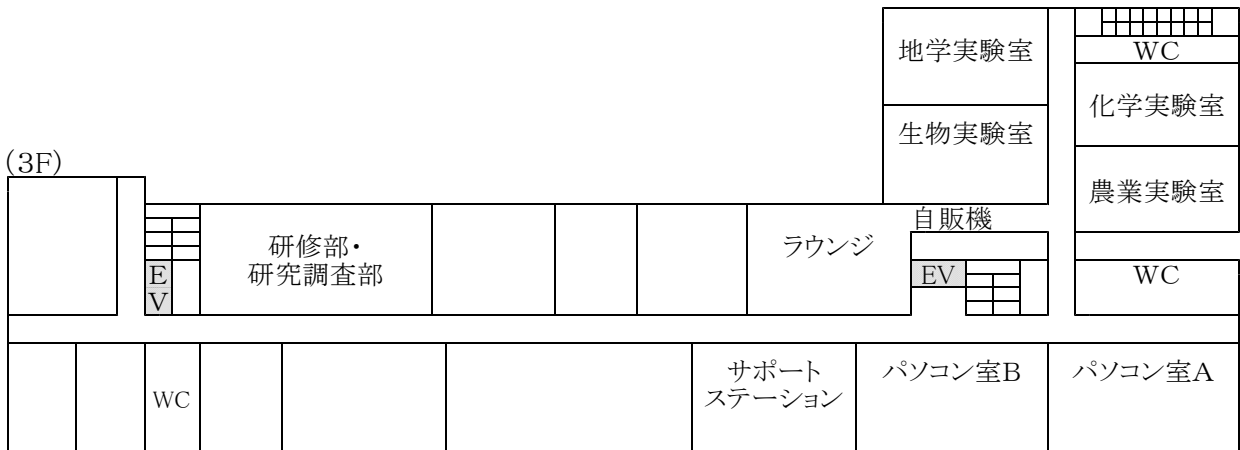 地学実験室
WC
化学実験室
生物実験室
(3F)
農業実験室
自販機
研修部・
研究調査部
ラウンジ
E
V
EV
WC
サポート
ステーション
パソコン室B
パソコン室A
WC